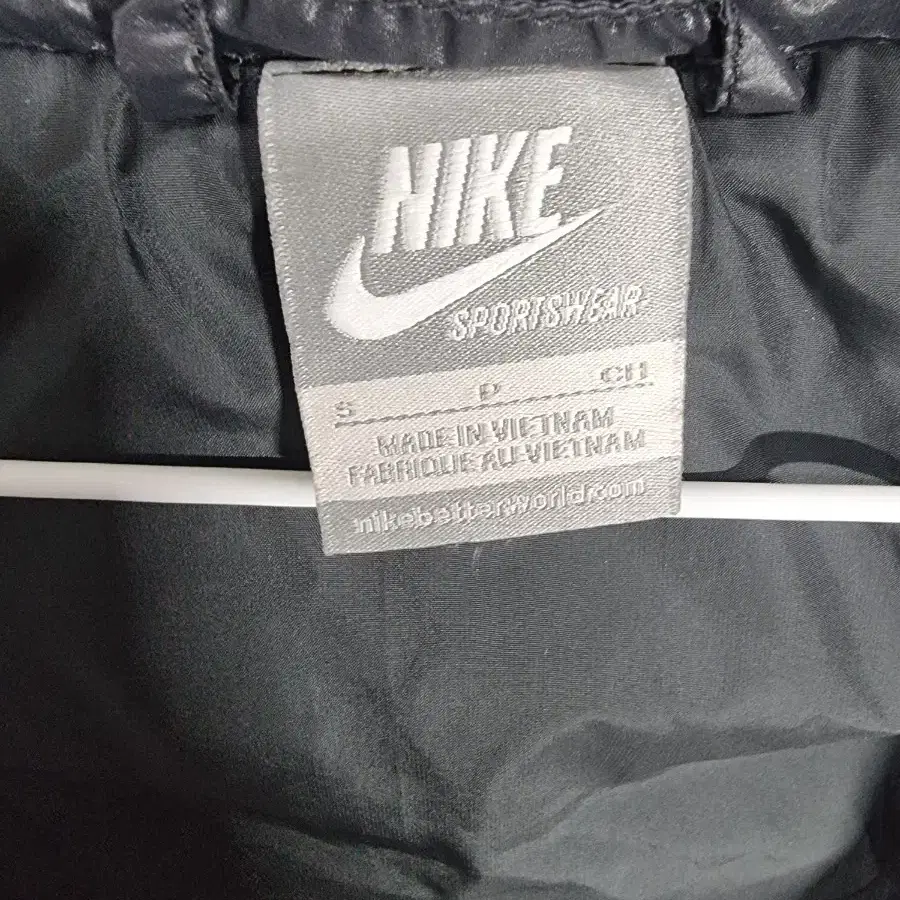 NIKE
SPORTSWEAR
S P CH
MADE IN VIETNAM
FABRIQUE AU VIETNAM
nikebetterworld.com